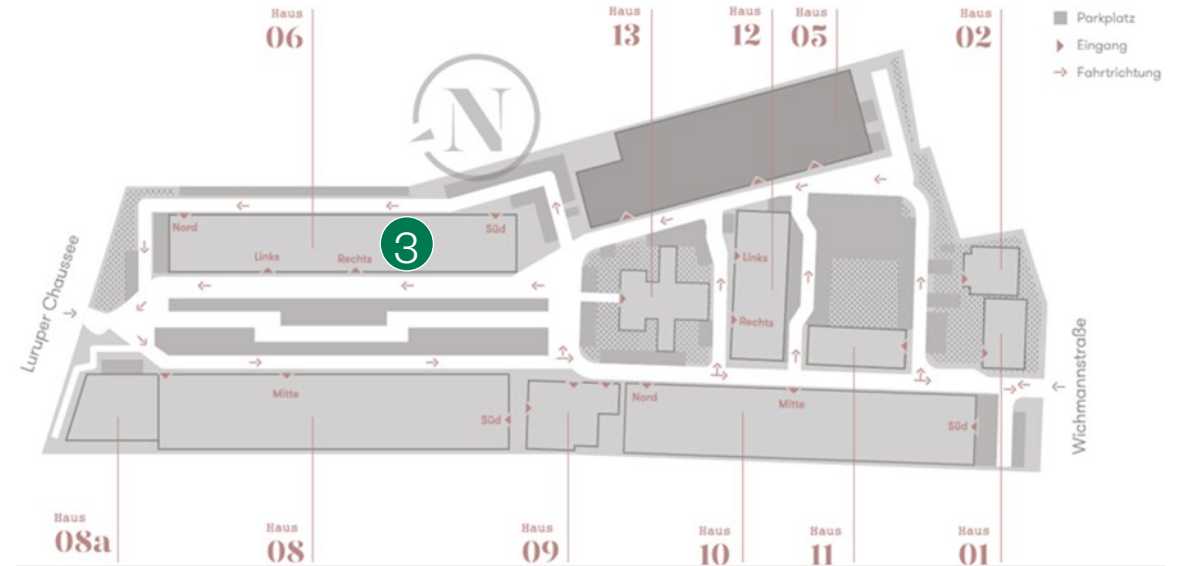 Haus
06
Haus
13
Haus
12
Haus
05
Haus
02
Parkplatz
Eingang
Fahrtrichtung
N
Nord
Süd
3
Links
Rechts
Links
Rechts
Luruper Chaussee
Wichmannstraße
Mitte
Süd
Nord
Mitte
Süd
Haus
08a
Haus
08
Haus
09
Haus
10
Haus
11
Haus
01